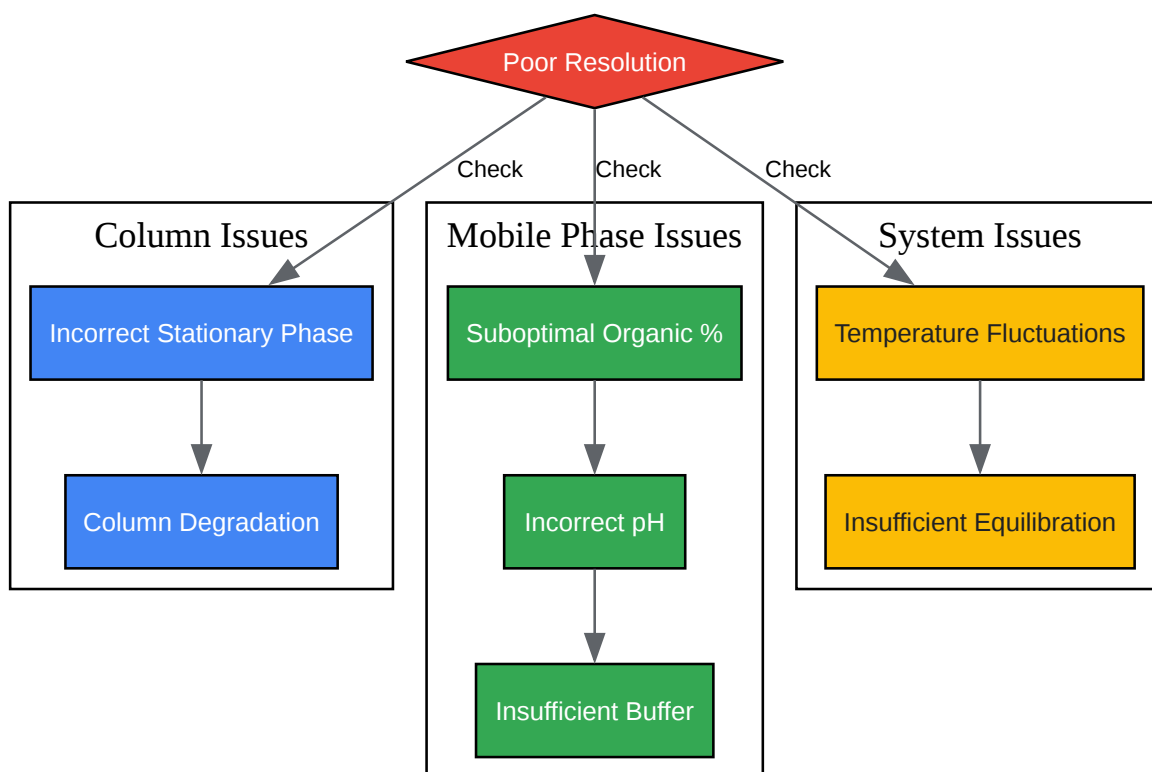 Poor Resolution
Check
Check
Check
Column Issues
Incorrect Stationary Phase
Column Degradation
Mobile Phase Issues
Suboptimal Organic %
Incorrect pH
Insufficient Buffer
System Issues
Temperature Fluctuations
Insufficient Equilibration